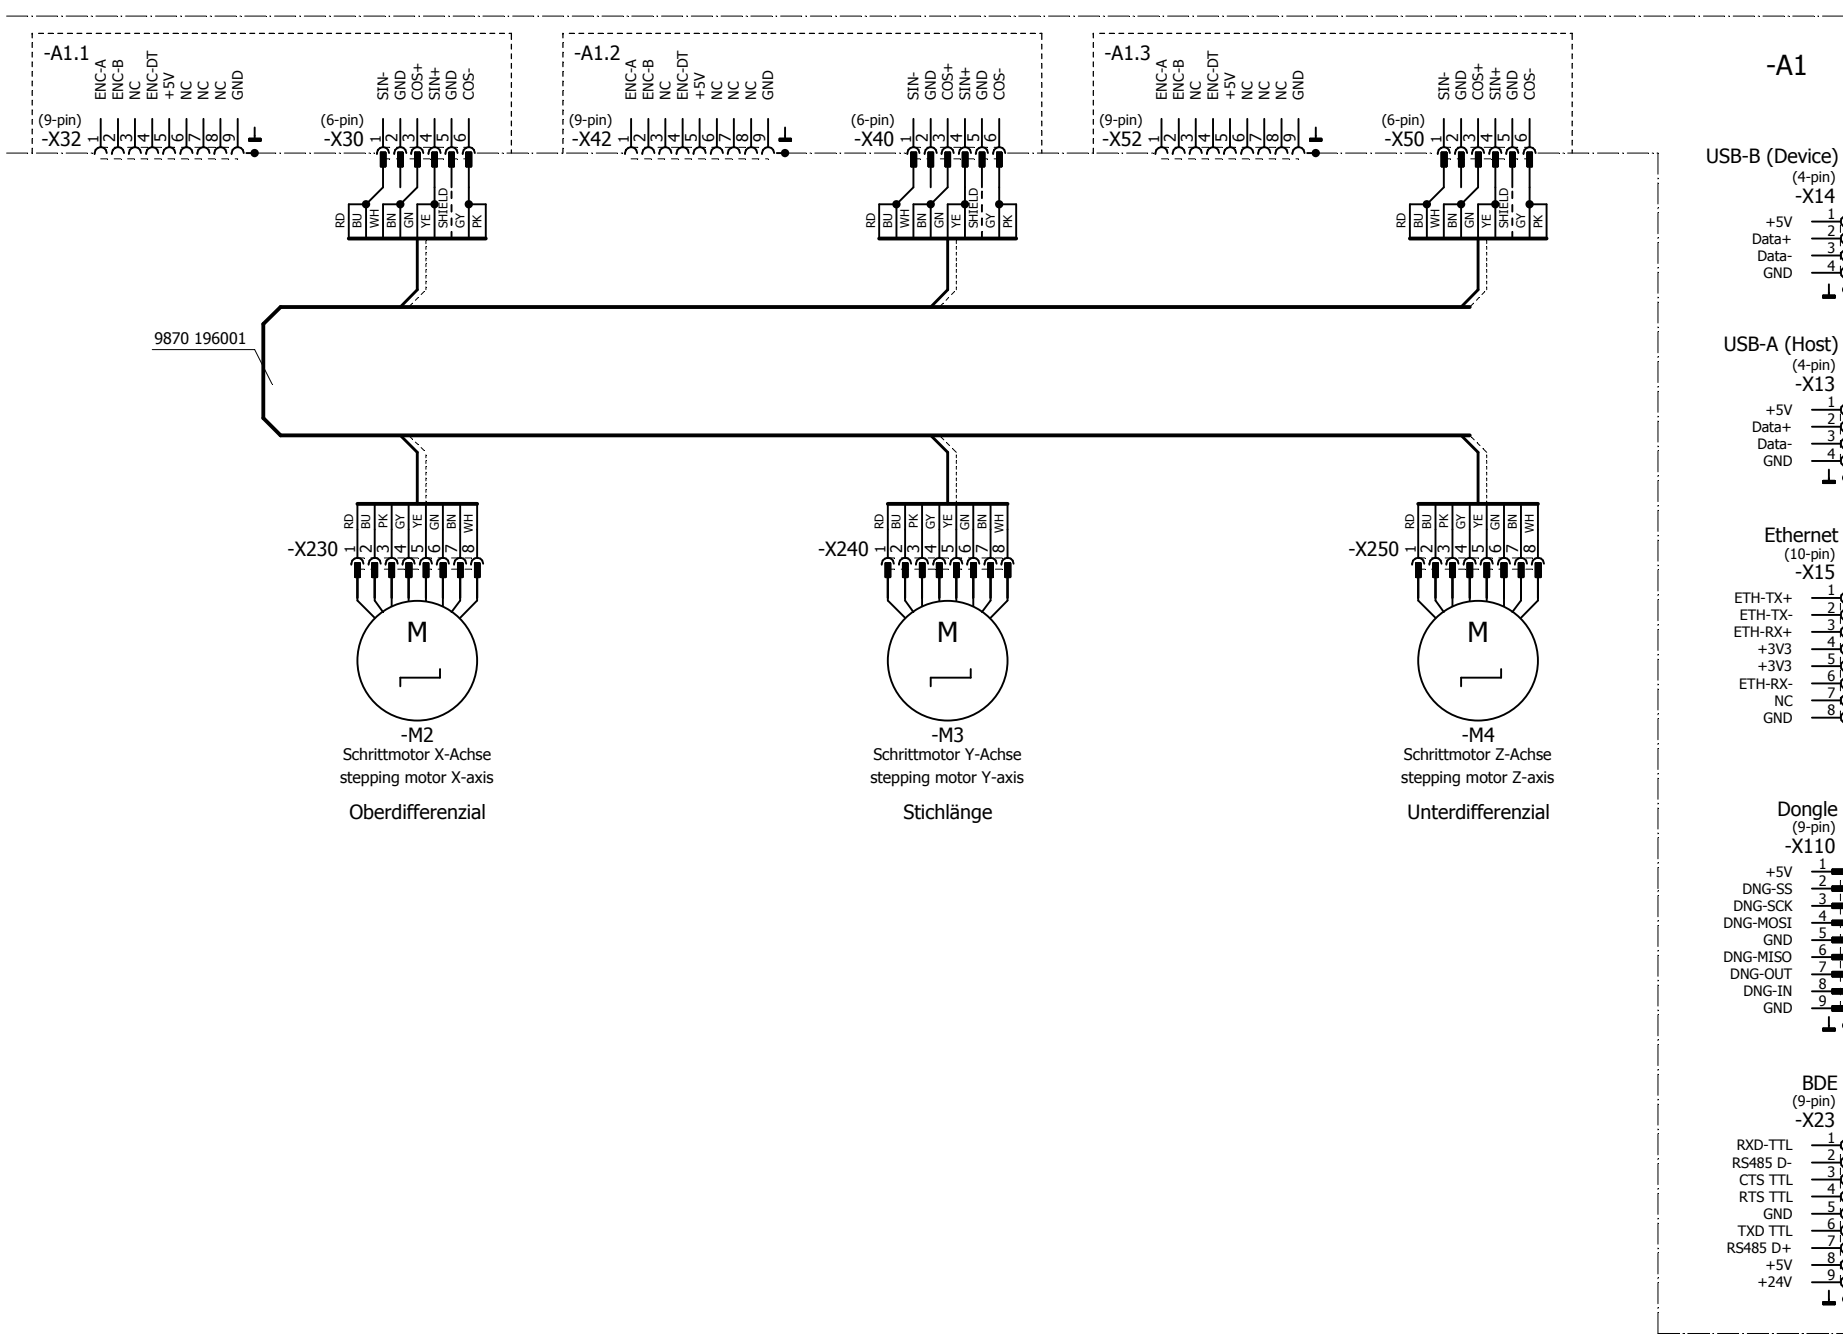 -A1.1
ENC-A
ENC-B
NC
ENC-DT
+5V
NC
NC
NC
GND
(9-pin)
-X32
1 2 3 4 5 6 7 8 9
SIN-
GND
COS+
SIN+
GND
COS-
(6-pin)
-X30
1 2 3 4 5 6
RD BU WH BN GN YE SHIELD GY PK
-A1.2
ENC-A
ENC-B
NC
ENC-DT
+5V
NC
NC
NC
GND
(9-pin)
-X42
1 2 3 4 5 6 7 8 9
SIN-
GND
COS+
SIN+
GND
COS-
(6-pin)
-X40
1 2 3 4 5 6
RD BU WH BN GN YE SHIELD GY PK
-A1.3
ENC-A
ENC-B
NC
ENC-DT
+5V
NC
NC
NC
GND
(9-pin)
-X52
1 2 3 4 5 6 7 8 9
SIN-
GND
COS+
SIN+
GND
COS-
(6-pin)
-X50
1 2 3 4 5 6
RD BU WH BN GN YE SHIELD GY PK
9870 196001
RD BU PK GY YE GN BN WH
-X230
1 2 3 4 5 6 7 8
M
-M2
Schrittmotor X-Achse
stepping motor X-axis
Oberdifferenzial
RD BU PK GY YE GN BN WH
-X240
1 2 3 4 5 6 7 8
M
-M3
Schrittmotor Y-Achse
stepping motor Y-axis
Stichlänge
RD BU PK GY YE GN BN WH
-X250
1 2 3 4 5 6 7 8
M
-M4
Schrittmotor Z-Achse
stepping motor Z-axis
Unterdifferenzial
-A1
USB-B (Device)
(4-pin)
-X14
+5V 1
Data+ 2
Data- 3
GND 4
USB-A (Host)
(4-pin)
-X13
+5V 1
Data+ 2
Data- 3
GND 4
Ethernet
(10-pin)
-X15
ETH-TX+ 1
ETH-TX- 2
ETH-RX+ 3
+3V3 4
+3V3 5
ETH-RX- 6
NC 7
GND 8
Dongle
(9-pin)
-X110
+5V 1
DNG-SS 2
DNG-SCK 3
DNG-MOSI 4
GND 5
DNG-MISO 6
DNG-OUT 7
DNG-IN 8
GND 9
BDE
(9-pin)
-X23
RXD-TTL 1
RS485 D- 2
CTS TTL 3
RTS TTL 4
GND 5
TXD TTL 6
RS485 D+ 7
+5V 8
+24V 9